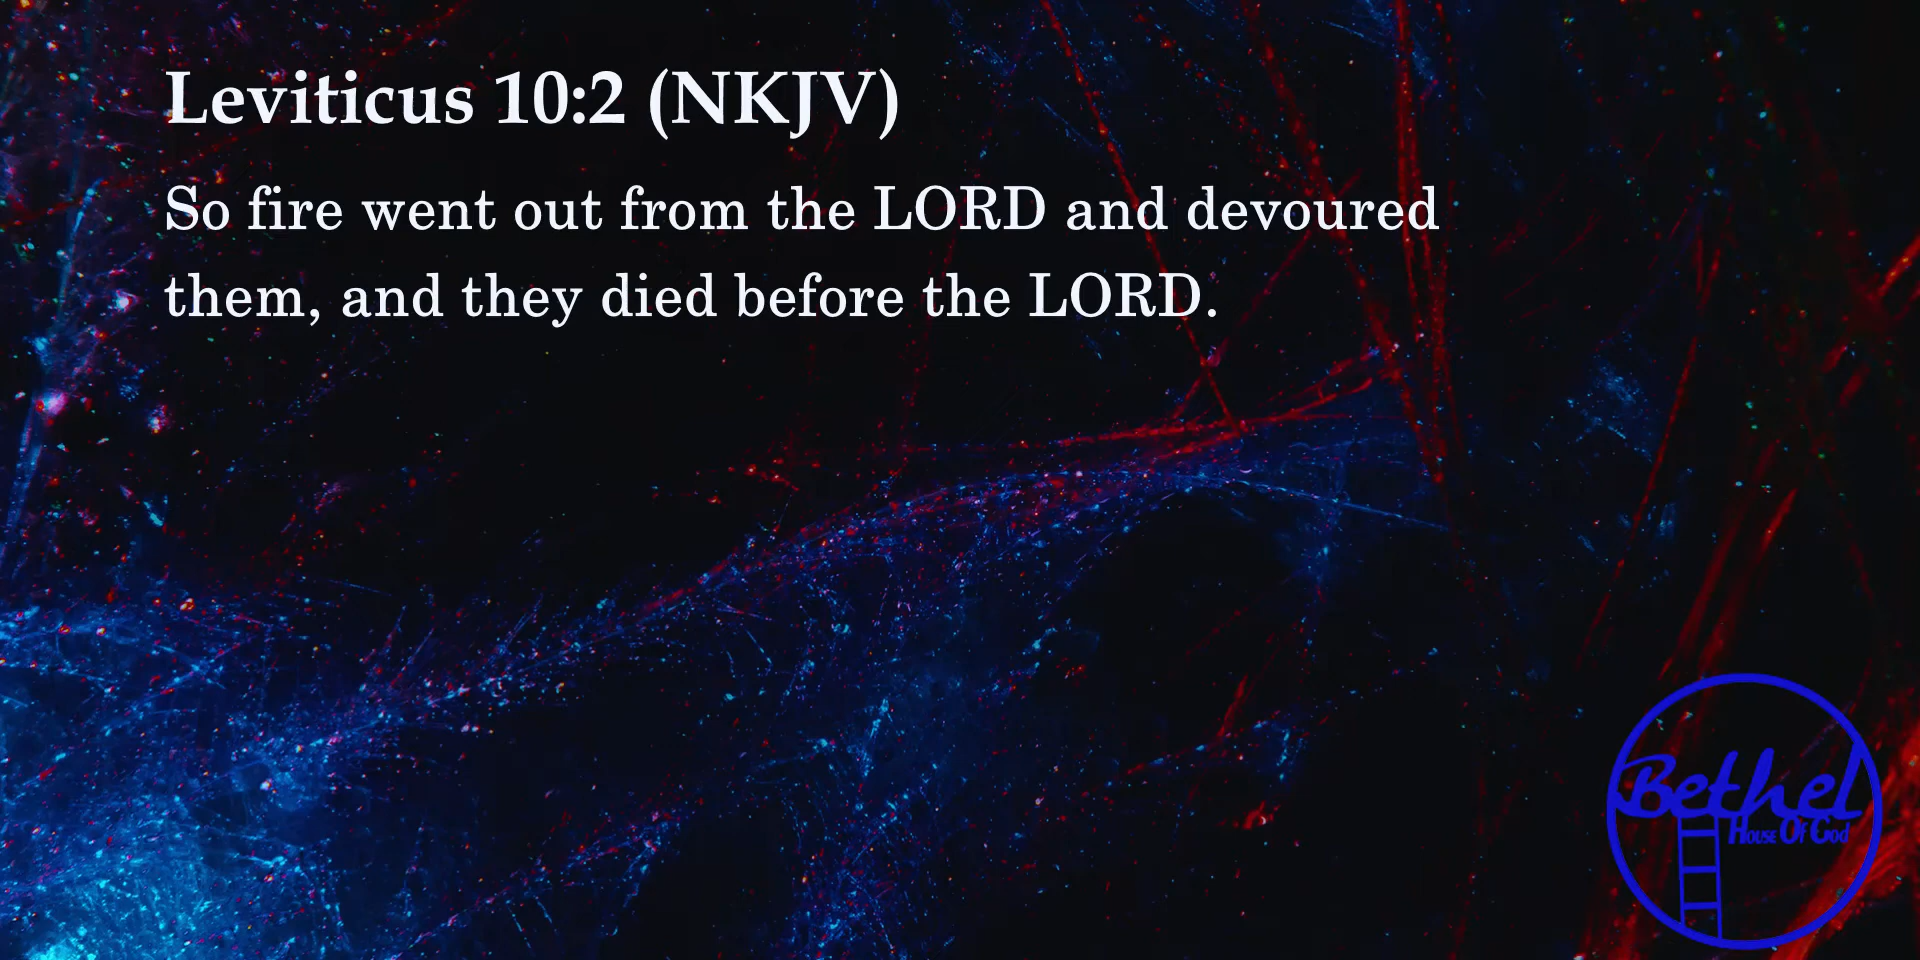 Leviticus 10:2 (NKJV)
So fire went out from the LORD and devoured
them, and they died before the LORD.
Bethel
House Of God